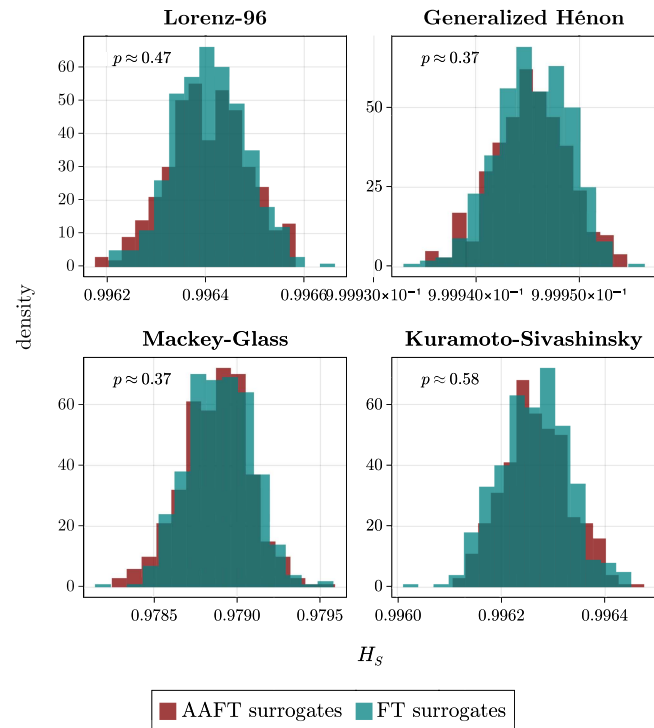 Lorenz-96
Generalized Hénon
p ≈ 0.47
p ≈ 0.37
60
50
40
30
20
10
0
50
25
0
0.9962
0.9964
0.9966
9.99930×10⁻¹
9.99940×10⁻¹
9.99950×10⁻¹
density
Mackey-Glass
Kuramoto-Sivashinsky
p ≈ 0.37
p ≈ 0.58
60
40
20
0
60
40
20
0
0.9785
0.9790
0.9795
0.9960
0.9962
0.9964
H_S
AAFT surrogates
FT surrogates